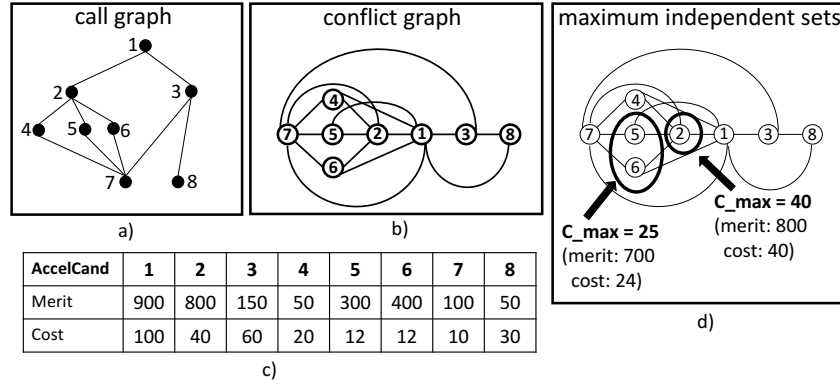 call graph
1
2
3
4
5
6
7
8
a)
conflict graph
4
7 5 2 1 3 8
6
b)
maximum independent sets
4
7 5 2 1 3 8
6
C_max = 40
(merit: 800
cost: 40)
C_max = 25
(merit: 700
cost: 24)
d)
AccelCand 1 2 3 4 5 6 7 8
Merit 900 800 150 50 300 400 100 50
Cost 100 40 60 20 12 12 10 30
c)